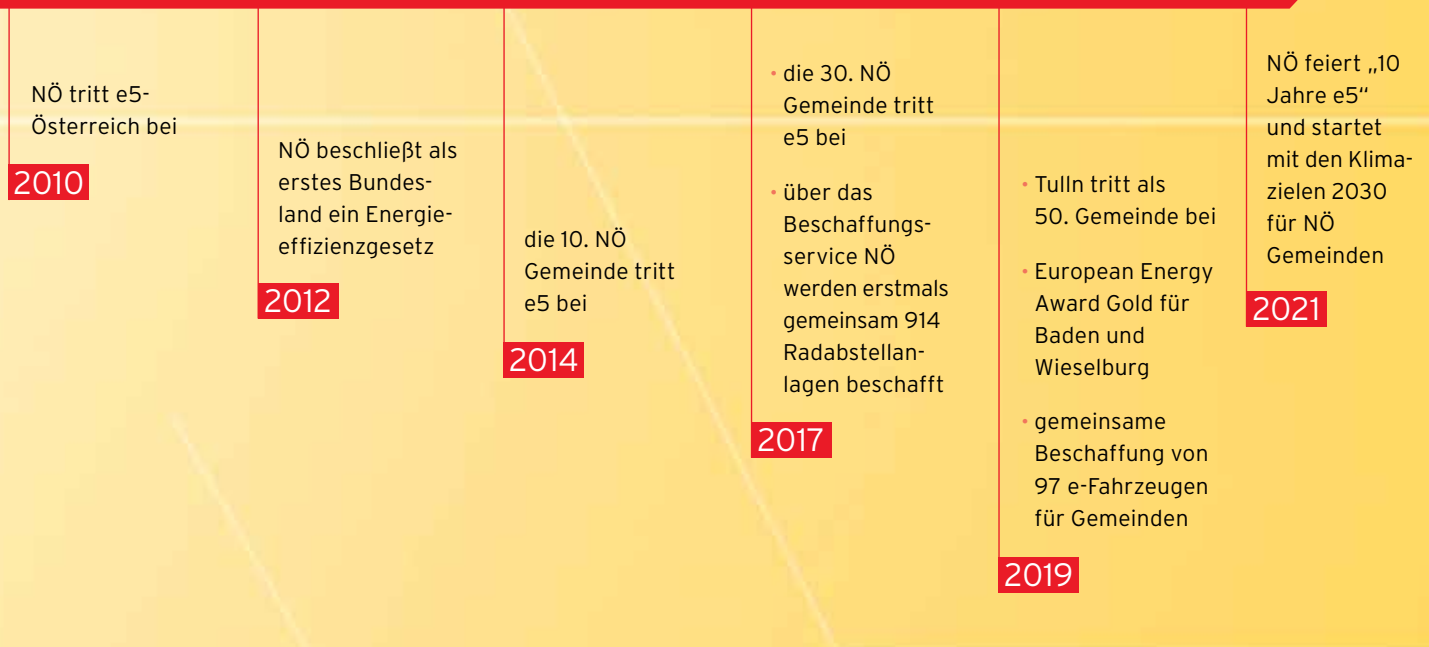 NÖ tritt e5-
Österreich bei
2010
NÖ beschließt als
erstes Bundes-
land ein Energie-
effizienzgesetz
2012
die 10. NÖ
Gemeinde tritt
e5 bei
2014
• die 30. NÖ
Gemeinde tritt
e5 bei
• über das
Beschaffungs-
service NÖ
werden erstmals
gemeinsam 914
Radabstellan-
lagen beschafft
2017
• Tulln tritt als
50. Gemeinde bei
• European Energy
Award Gold für
Baden und
Wieselburg
• gemeinsame
Beschaffung von
97 e-Fahrzeugen
für Gemeinden
2019
NÖ feiert „10
Jahre e5“
und startet
mit den Klima-
zielen 2030
für NÖ
Gemeinden
2021